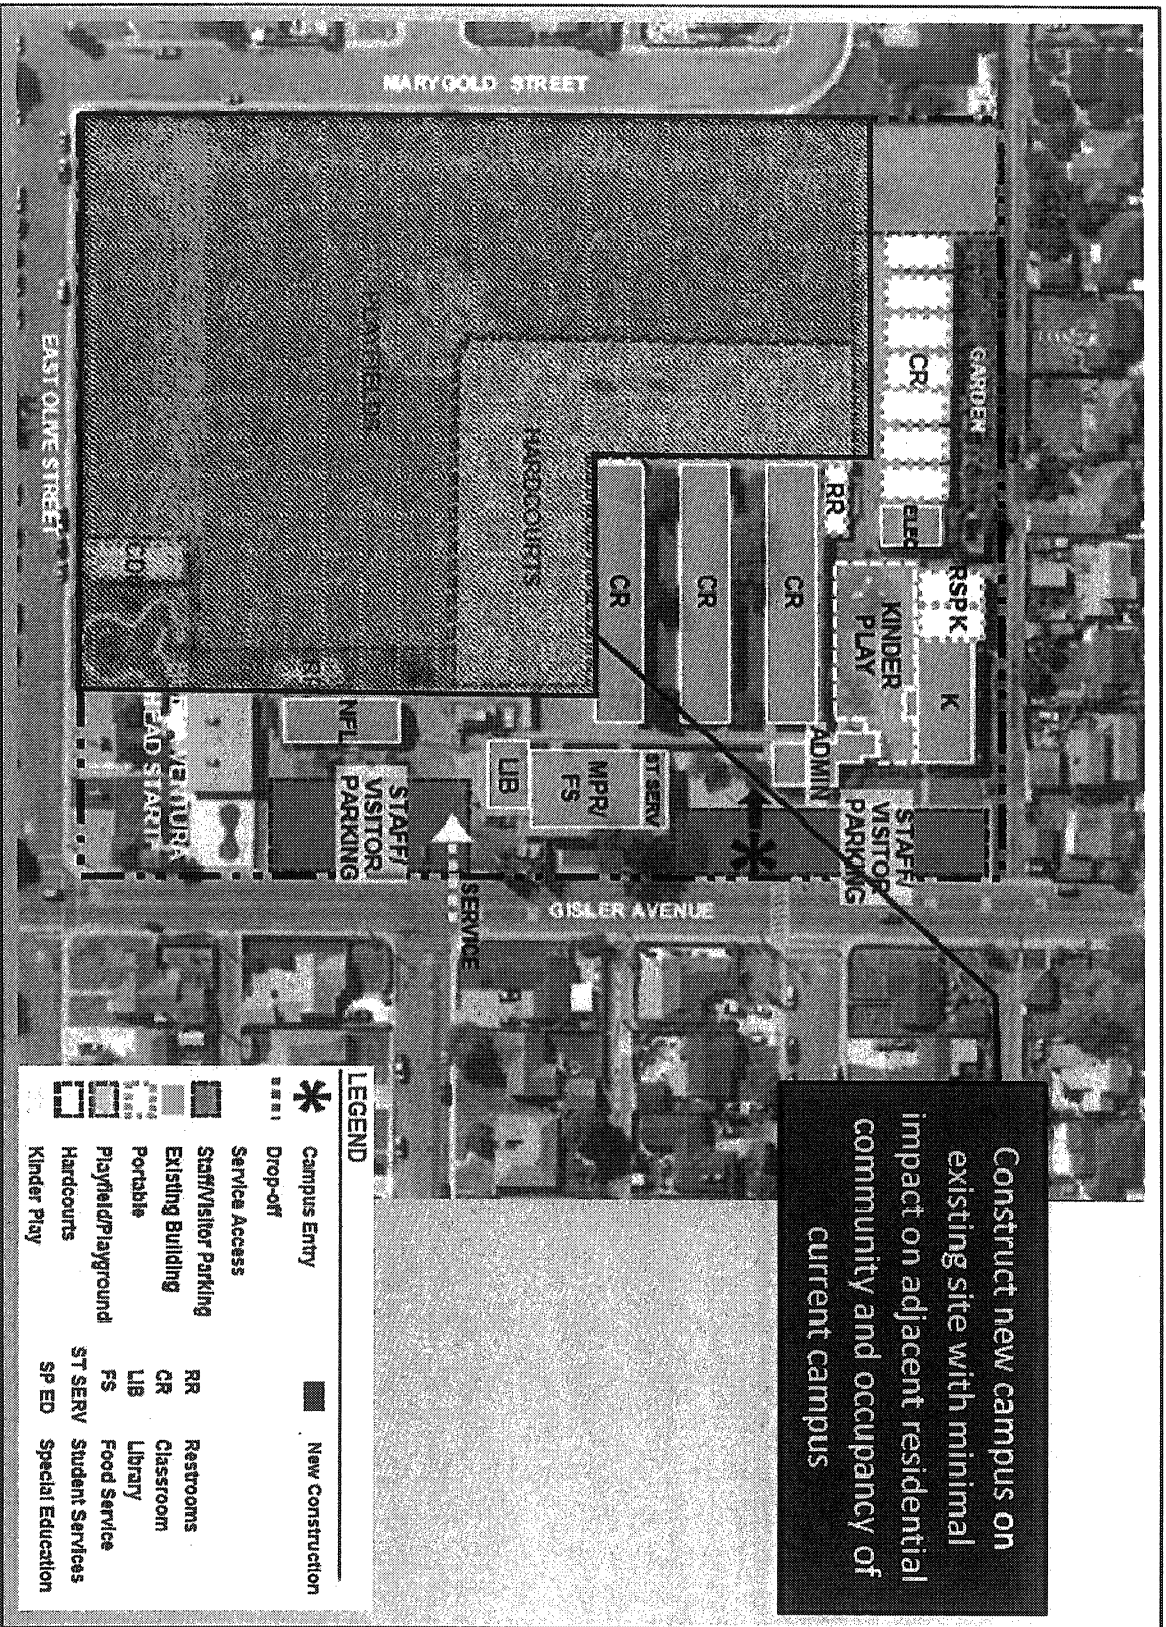 MARYGOLD STREET
EAST OLIVE STREET
GISLER AVENUE
PLAYFIELDS
HARDCOURTS
GARDEN
CR
ELEC
RR
CR
CR
CR
RSP K
K
KINDER
PLAY
ADMIN
STAFF/
VISITOR
PARKING
ST SERV
MPR/
FS
LIB
SERVICE
STAFF/
VISITOR
PARKING
NFL
VENTURA
HEAD START
Construct new campus on
existing site with minimal
impact on adjacent residential
community and occupancy of
current campus
LEGEND
Campus Entry
Drop-off
Service Access
Staff/Visitor Parking
Existing Building
Portable
Playfield/Playground
Hardcourts
Kinder Play
New Construction
RR Restrooms
CR Classroom
LIB Library
FS Food Service
ST SERV Student Services
SP ED Special Education